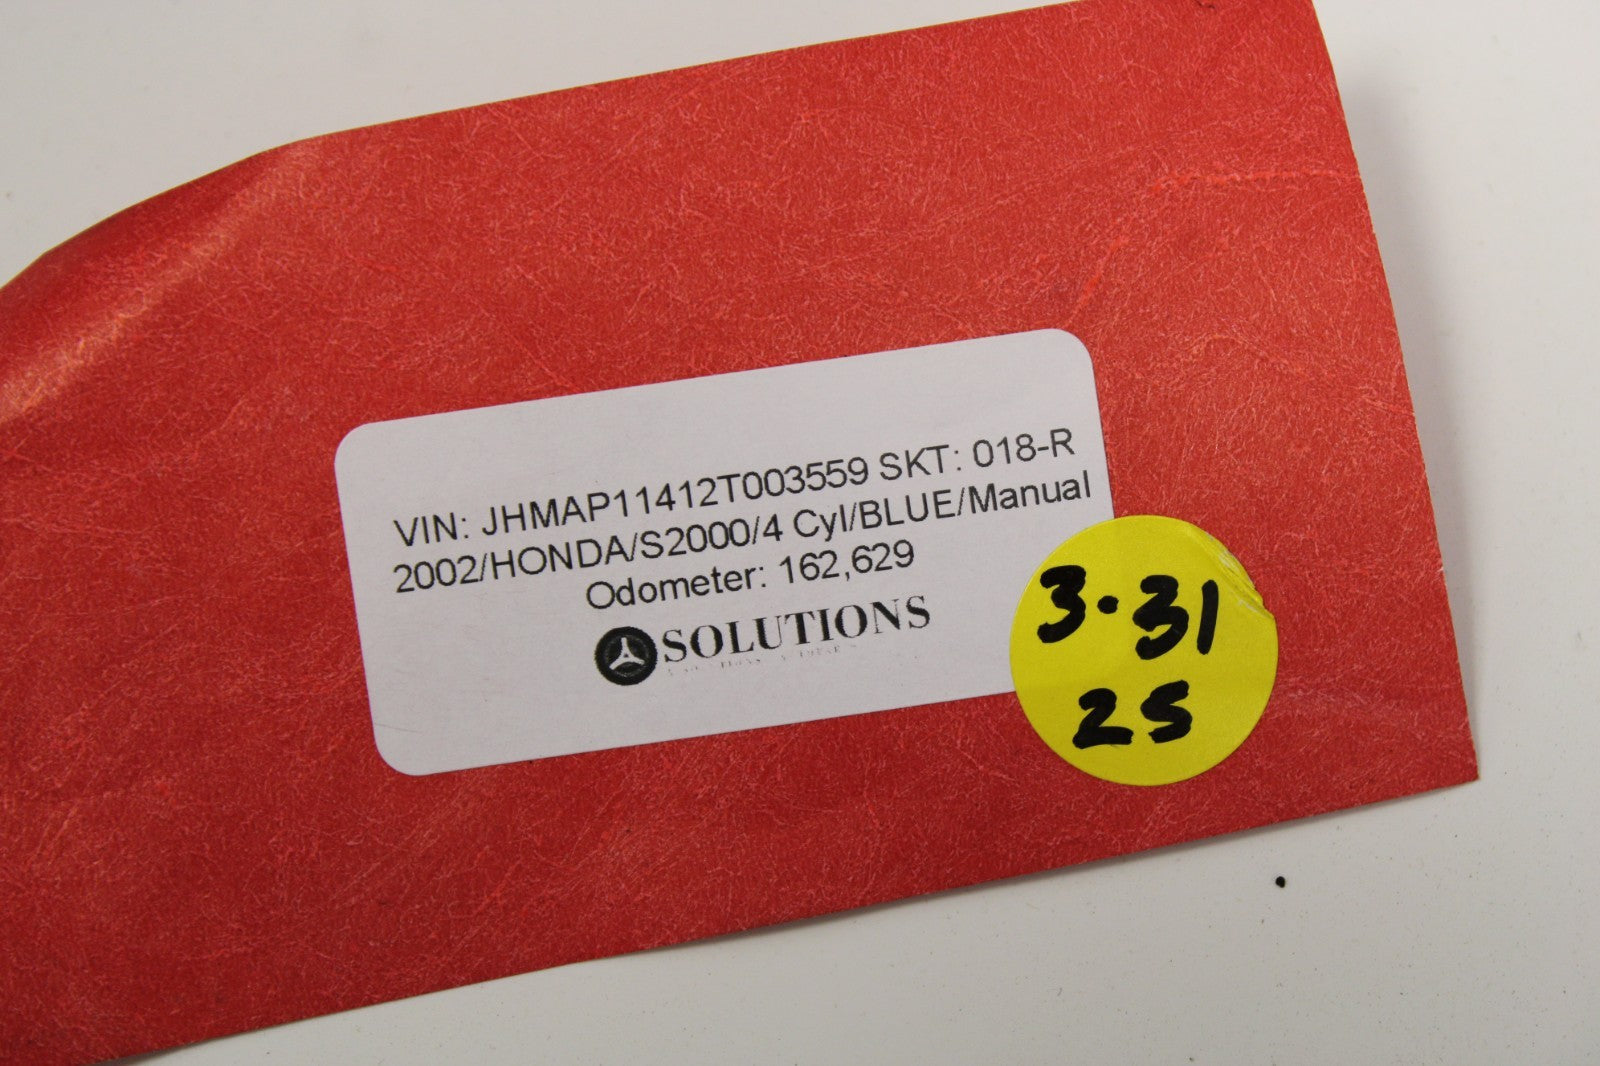 VIN: JHMAP11412T003559 SKT: 018-R
2002/HONDA/S2000/4 Cyl/BLUE/Manual
Odometer: 162,629
SOLUTIONS
3·31
25